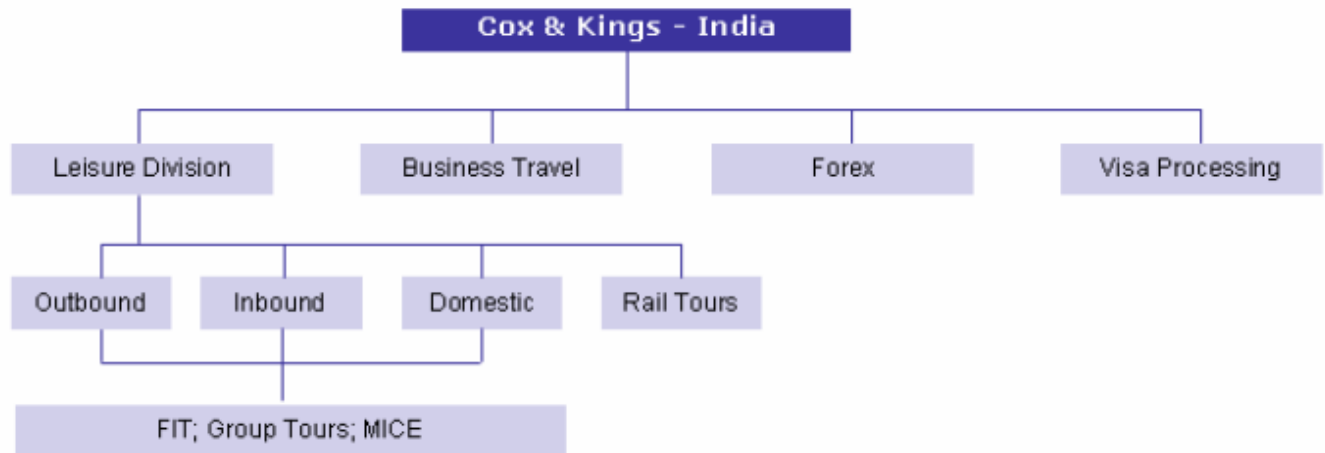 Cox & Kings - India
Leisure Division
Business Travel
Forex
Visa Processing
Outbound
Inbound
Domestic
Rail Tours
FIT; Group Tours; MICE